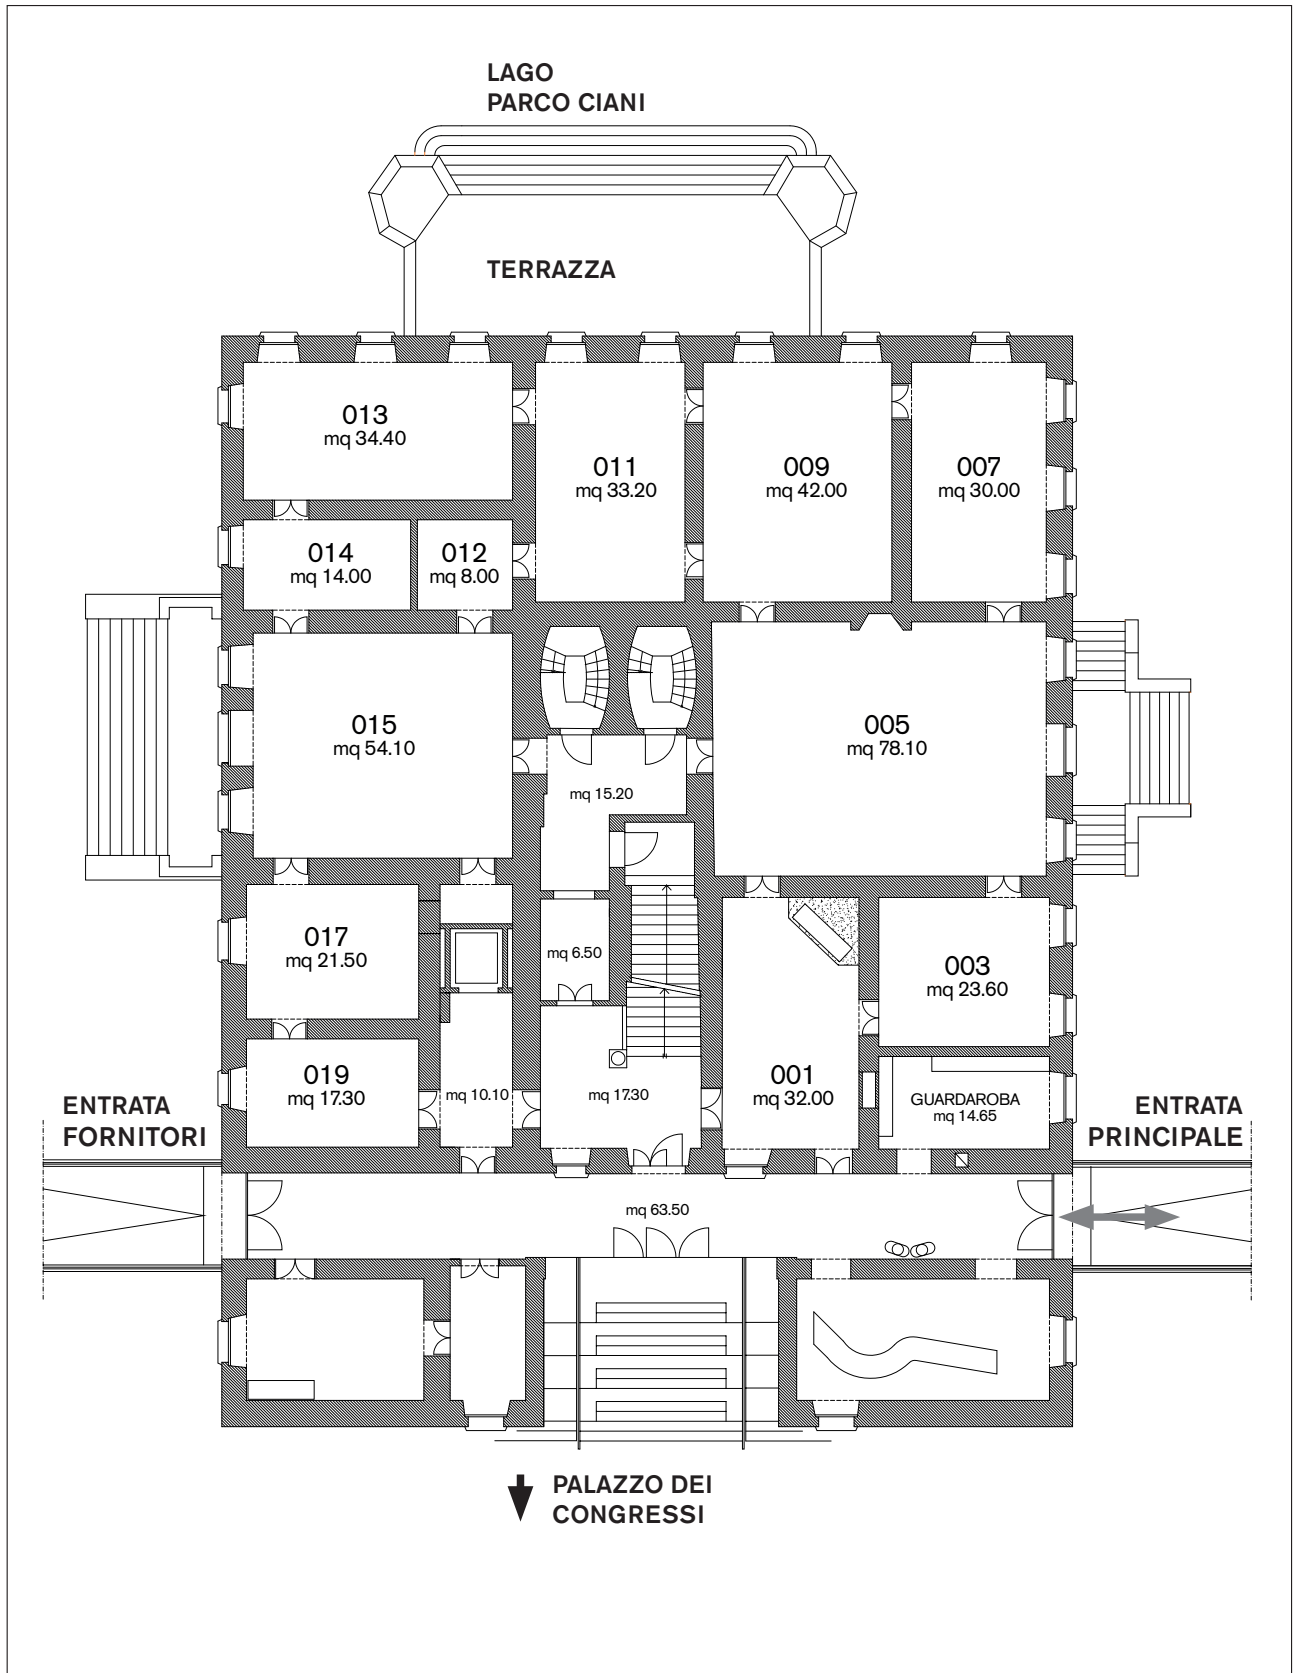 LAGO
PARCO CIANI
TERRAZZA
013
mq 34.40
011
mq 33.20
009
mq 42.00
007
mq 30.00
014
mq 14.00
012
mq 8.00
015
mq 54.10
005
mq 78.10
mq 15.20
017
mq 21.50
mq 6.50
003
mq 23.60
019
mq 17.30
mq 10.10
mq 17.30
001
mq 32.00
GUARDAROBA
mq 14.65
ENTRATA
FORNITORI
ENTRATA
PRINCIPALE
mq 63.50
PALAZZO DEI
CONGRESSI